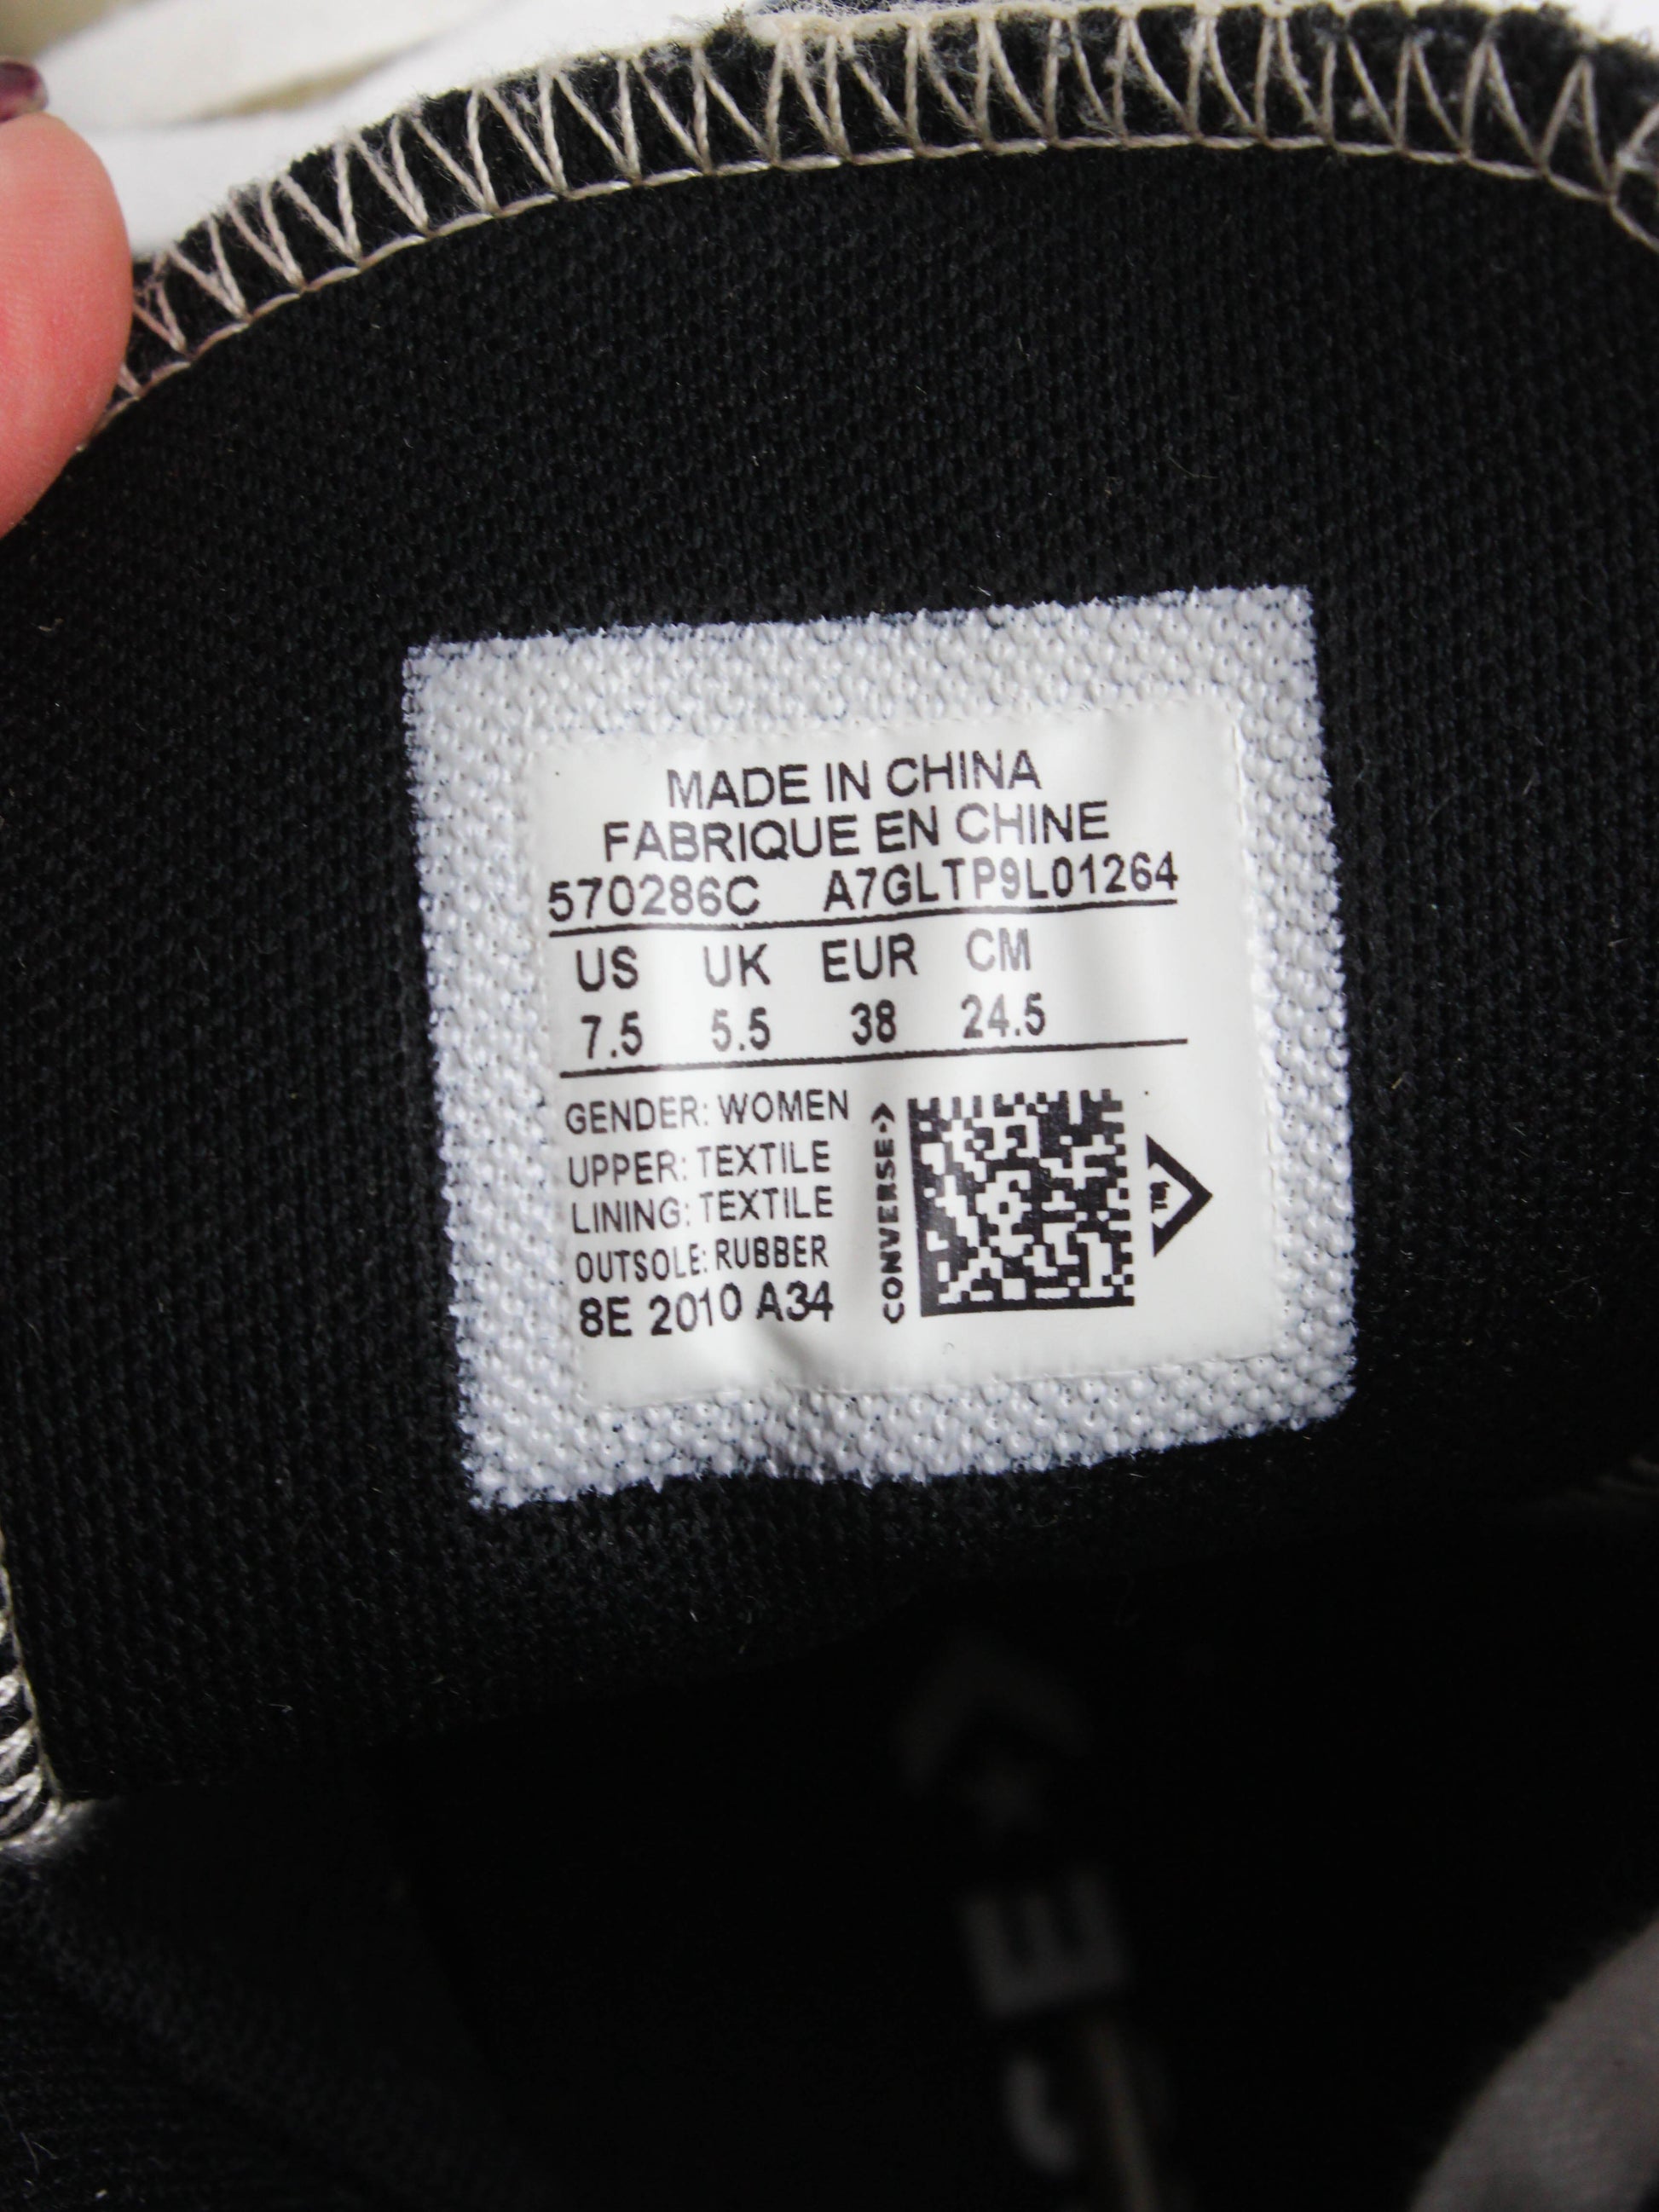 MADE IN CHINA
FABRIQUE EN CHINE
570286C A7GLTP9L01264
US UK EUR CM
7.5 5.5 38 24.5
GENDER: WOMEN
UPPER: TEXTILE
LINING: TEXTILE
OUTSOLE: RUBBER
8E 2010 A34
CONVERSE
TM